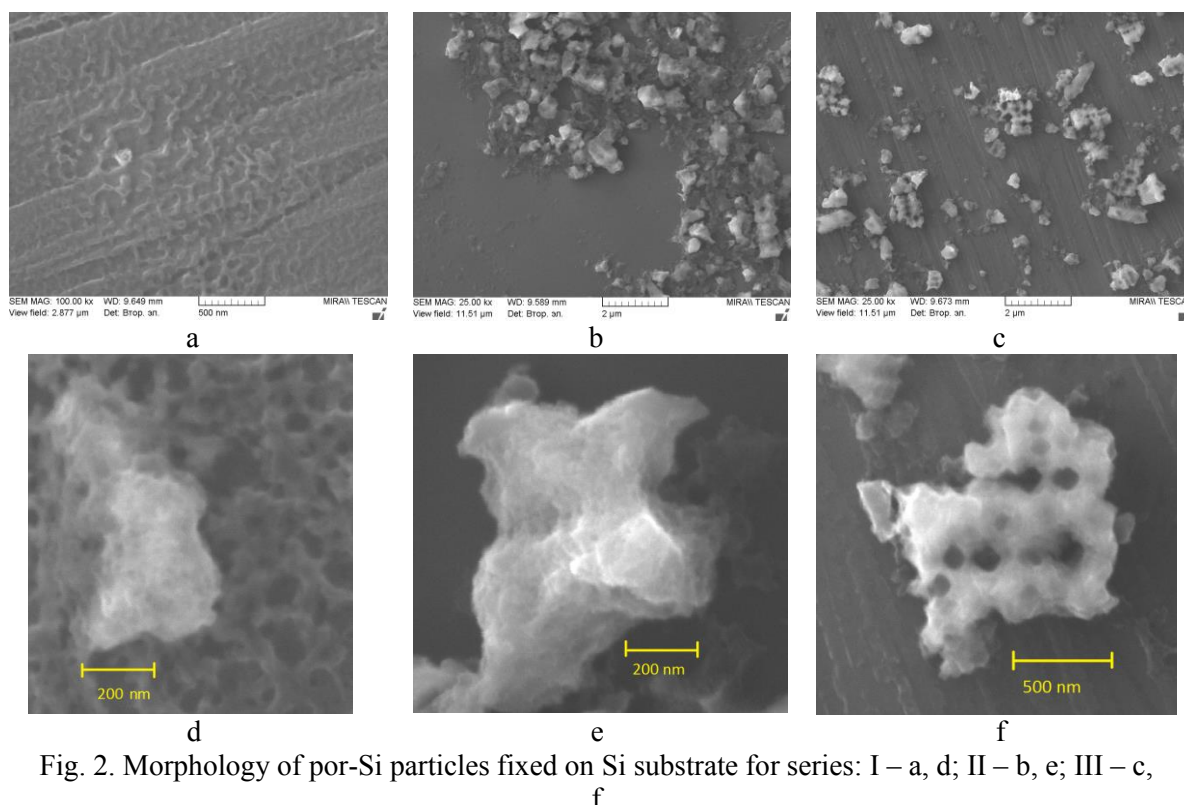 SEM MAG: 100.00 kx WD: 9.649 mm
View field: 2.877 µm Det: Втор. эл. 500 nm
MIRA\\ TESCAN
SEM MAG: 25.00 kx WD: 9.589 mm
View field: 11.51 µm Det: Втор. эл. 2 µm
MIRA\\ TESCAN
SEM MAG: 25.00 kx WD: 9.673 mm
View field: 11.51 µm Det: Втор. эл. 2 µm
MIRA\\ TESCAN
a
b
c
200 nm
200 nm
500 nm
d
e
f
Fig. 2. Morphology of por-Si particles fixed on Si substrate for series: I – a, d; II – b, e; III – c,
f